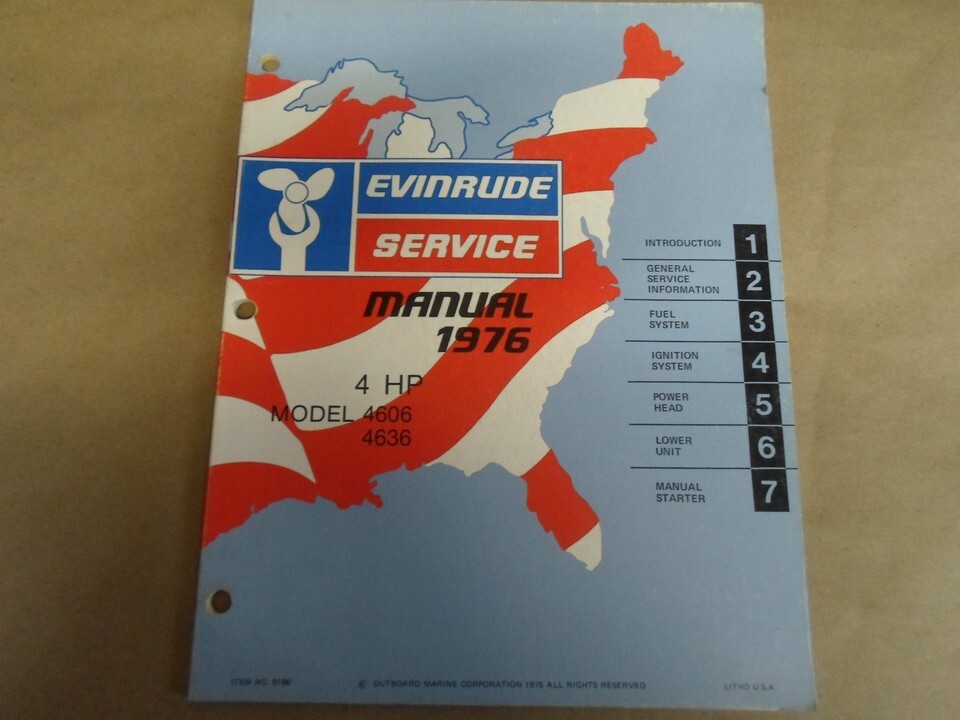 EVINRUDE
SERVICE
MANUAL
1976
4 HP
MODEL 4606
4636
INTRODUCTION 1
GENERAL
SERVICE
INFORMATION 2
FUEL
SYSTEM 3
IGNITION
SYSTEM 4
POWER
HEAD 5
LOWER
UNIT 6
MANUAL
STARTER 7
ITEM NO.
© OUTBOARD MARINE CORPORATION 1975 ALL RIGHTS RESERVED
LITHO U.S.A.